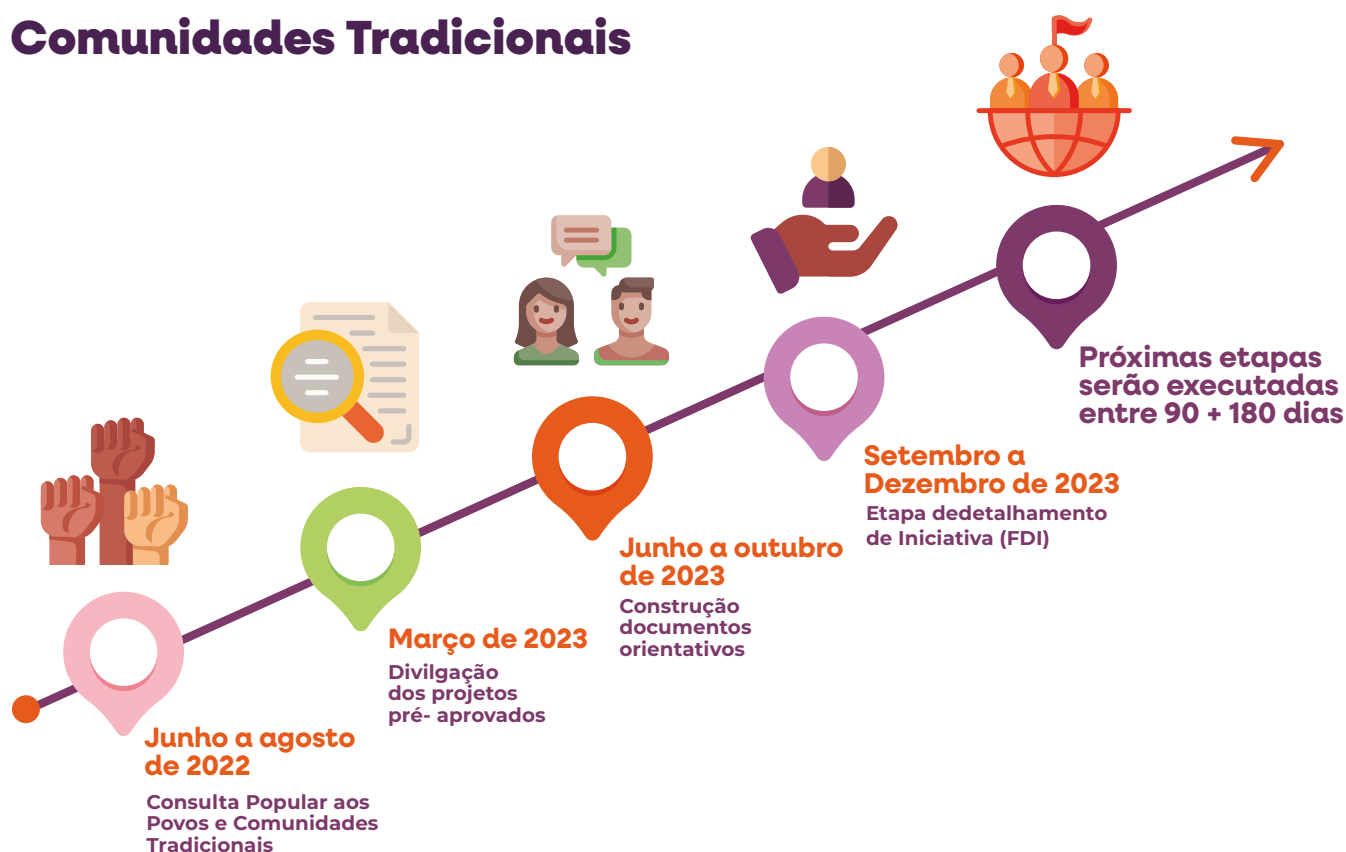 Comunidades Tradicionais
Junho a agosto
de 2022
Consulta Popular aos
Povos e Comunidades
Tradicionais
Março de 2023
Divilgação
dos projetos
pré- aprovados
Junho a outubro
de 2023
Construção
documentos
orientativos
Setembro a
Dezembro de 2023
Etapa dedetalhamento
de Iniciativa (FDI)
Próximas etapas
serão executadas
entre 90 + 180 dias